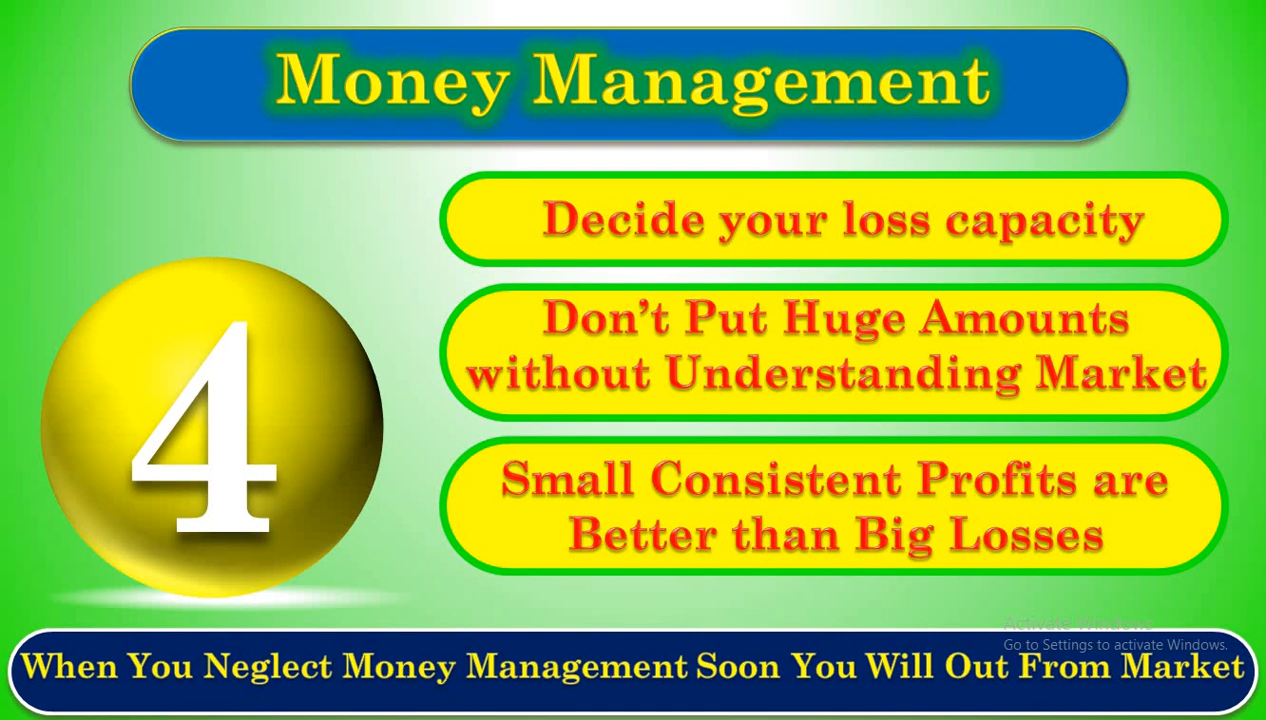 Money Management
Decide your loss capacity
Don’t Put Huge Amounts
without Understanding Market
4
Small Consistent Profits are
Better than Big Losses
Activate Windows
Go to Settings to activate Windows.
When You Neglect Money Management Soon You Will Out From Market